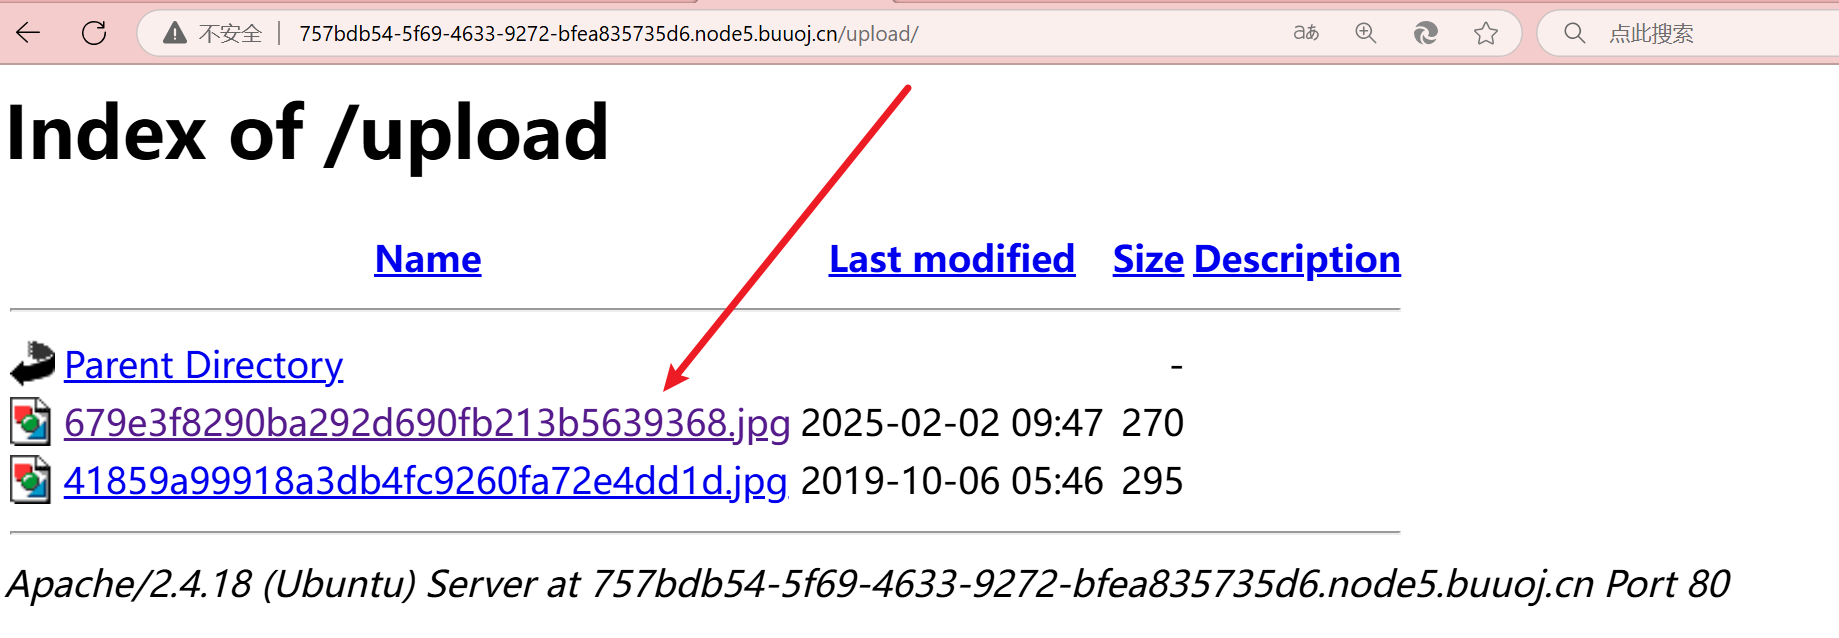 不安全 | 757bdb54-5f69-4633-9272-bfea835735d6.node5.buuoj.cn/upload/ aあ 点此搜索
Index of /upload
Name Last modified Size Description
Parent Directory -
679e3f8290ba292d690fb213b5639368.jpg 2025-02-02 09:47 270
41859a99918a3db4fc9260fa72e4dd1d.jpg 2019-10-06 05:46 295
Apache/2.4.18 (Ubuntu) Server at 757bdb54-5f69-4633-9272-bfea835735d6.node5.buuoj.cn Port 80